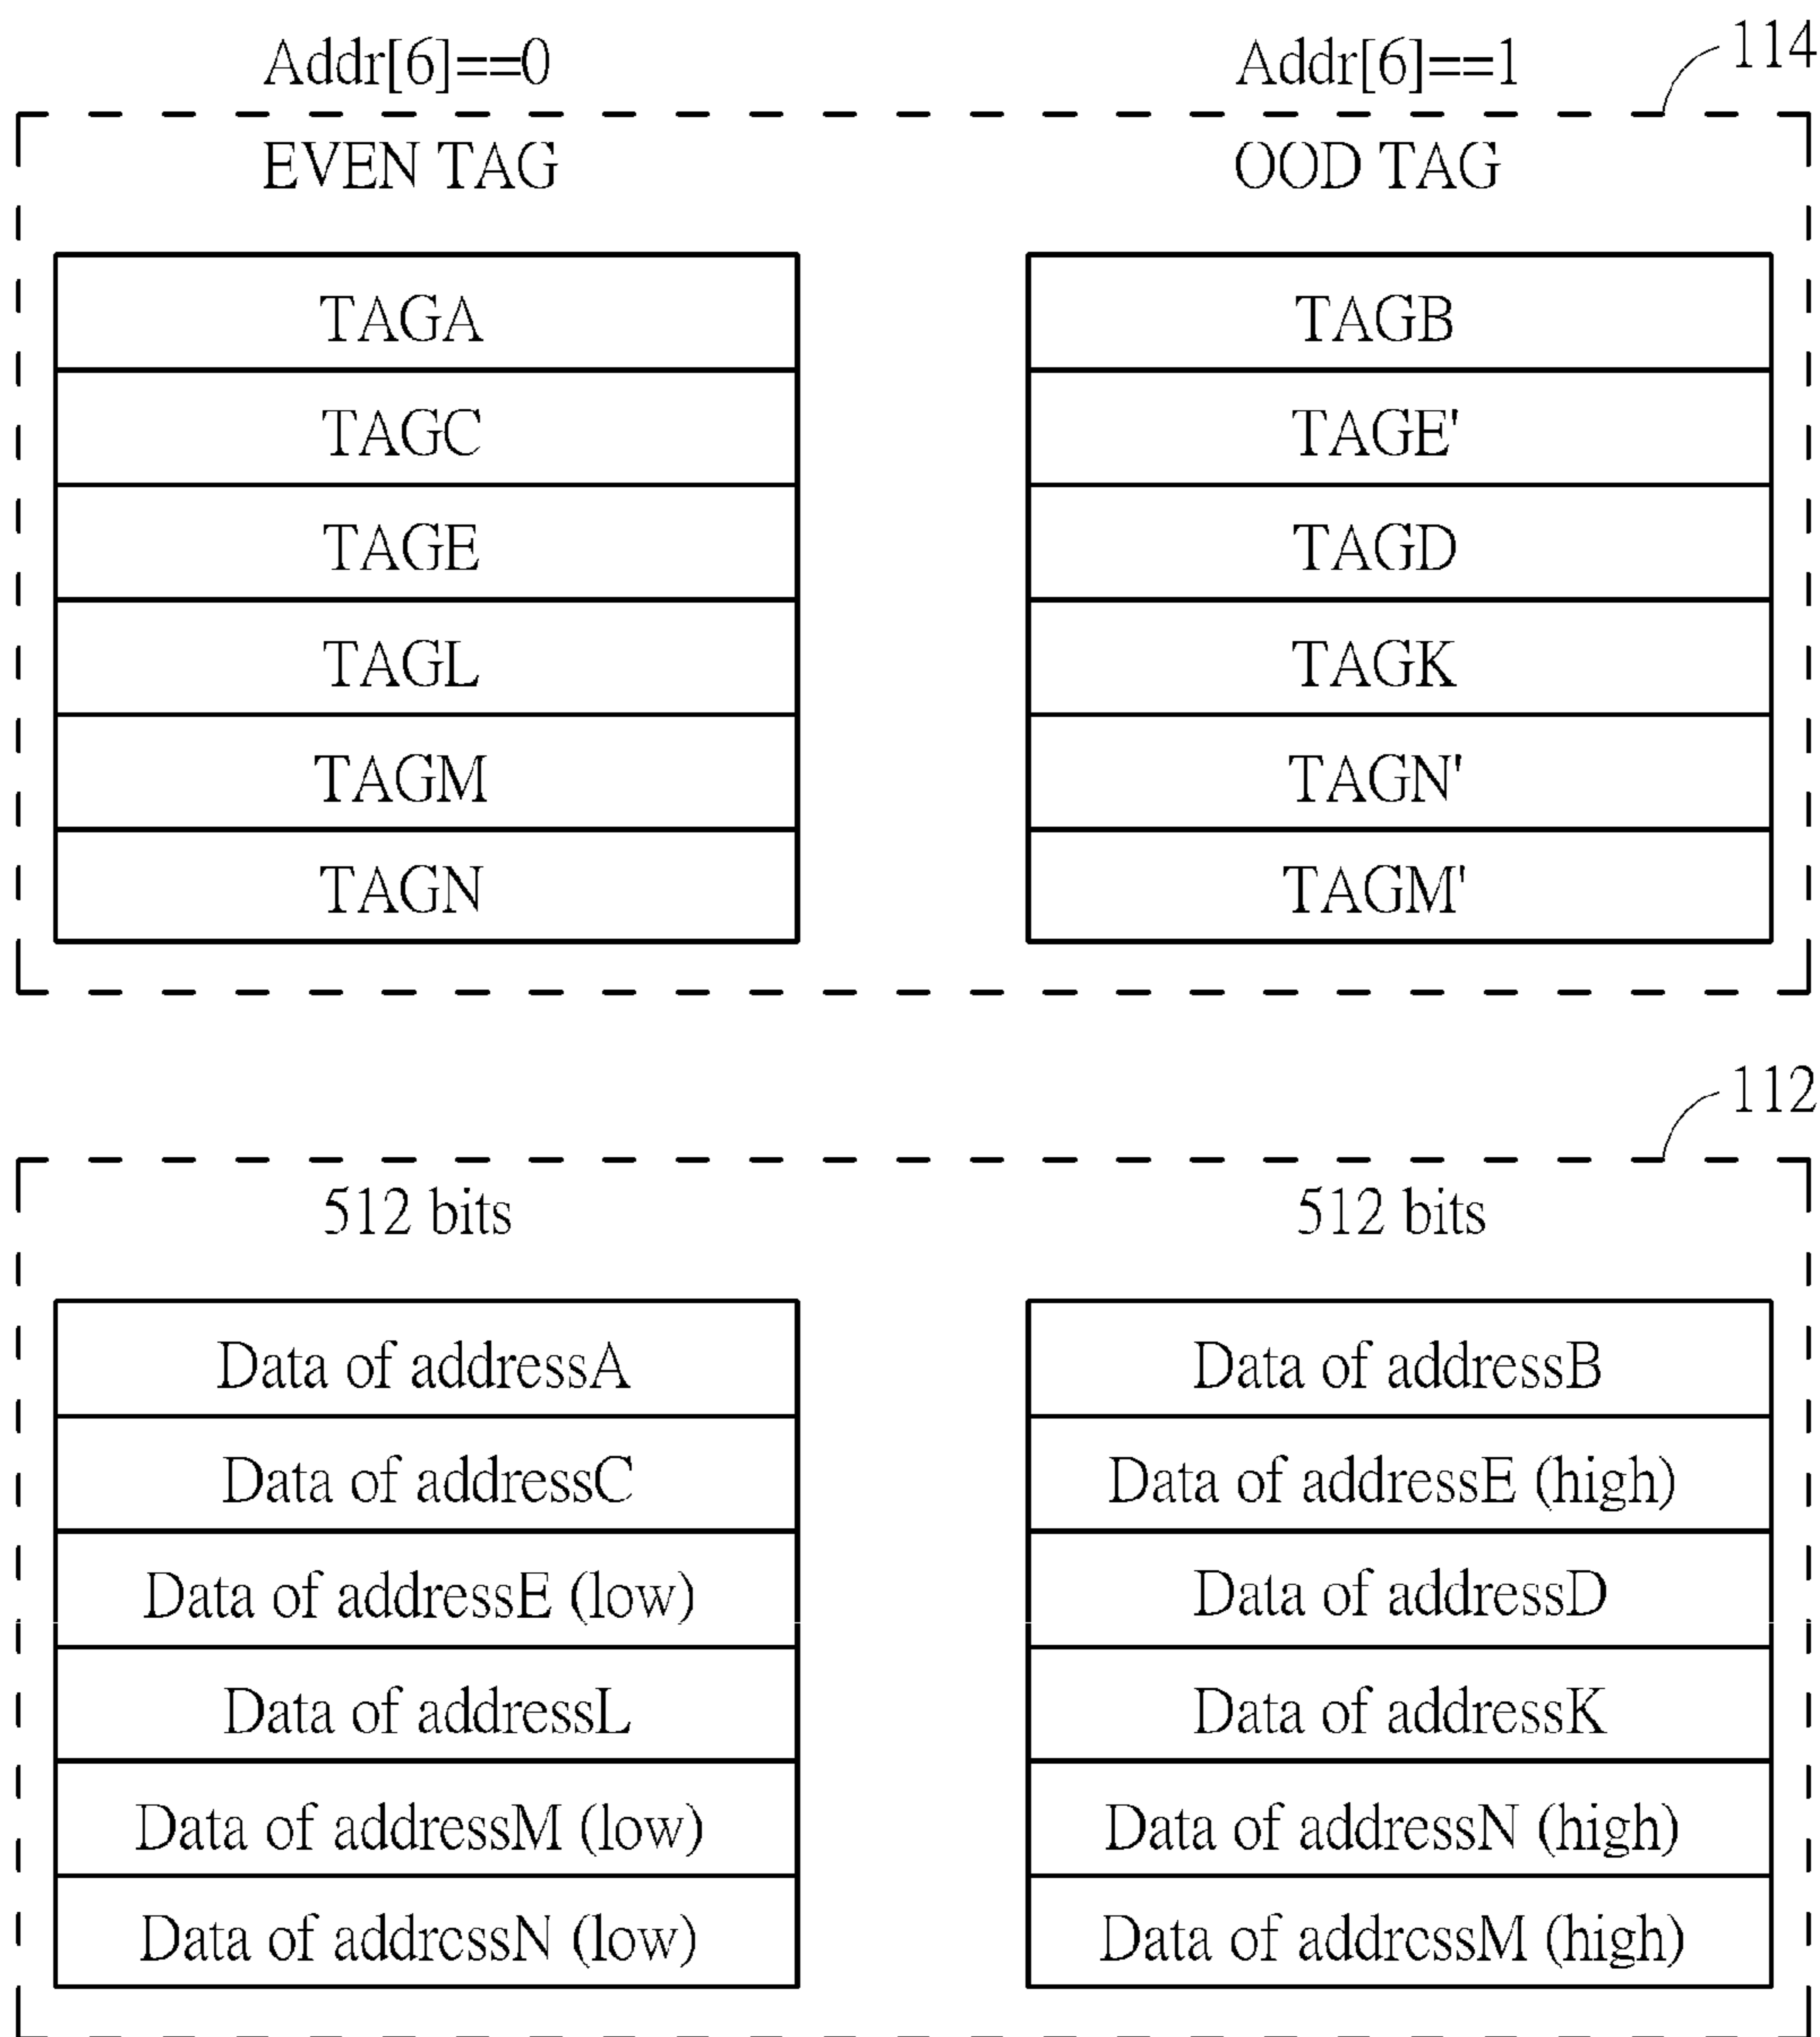 Addr[6]==0 Addr[6]==1 114
EVEN TAG OOD TAG
TAGA TAGB
TAGC TAGE'
TAGE TAGD
TAGL TAGK
TAGM TAGN'
TAGN TAGM'
112
512 bits 512 bits
Data of addressA Data of addressB
Data of addressC Data of addressE (high)
Data of addressE (low) Data of addressD
Data of addressL Data of addressK
Data of addressM (low) Data of addressN (high)
Data of addressN (low) Data of addressM (high)